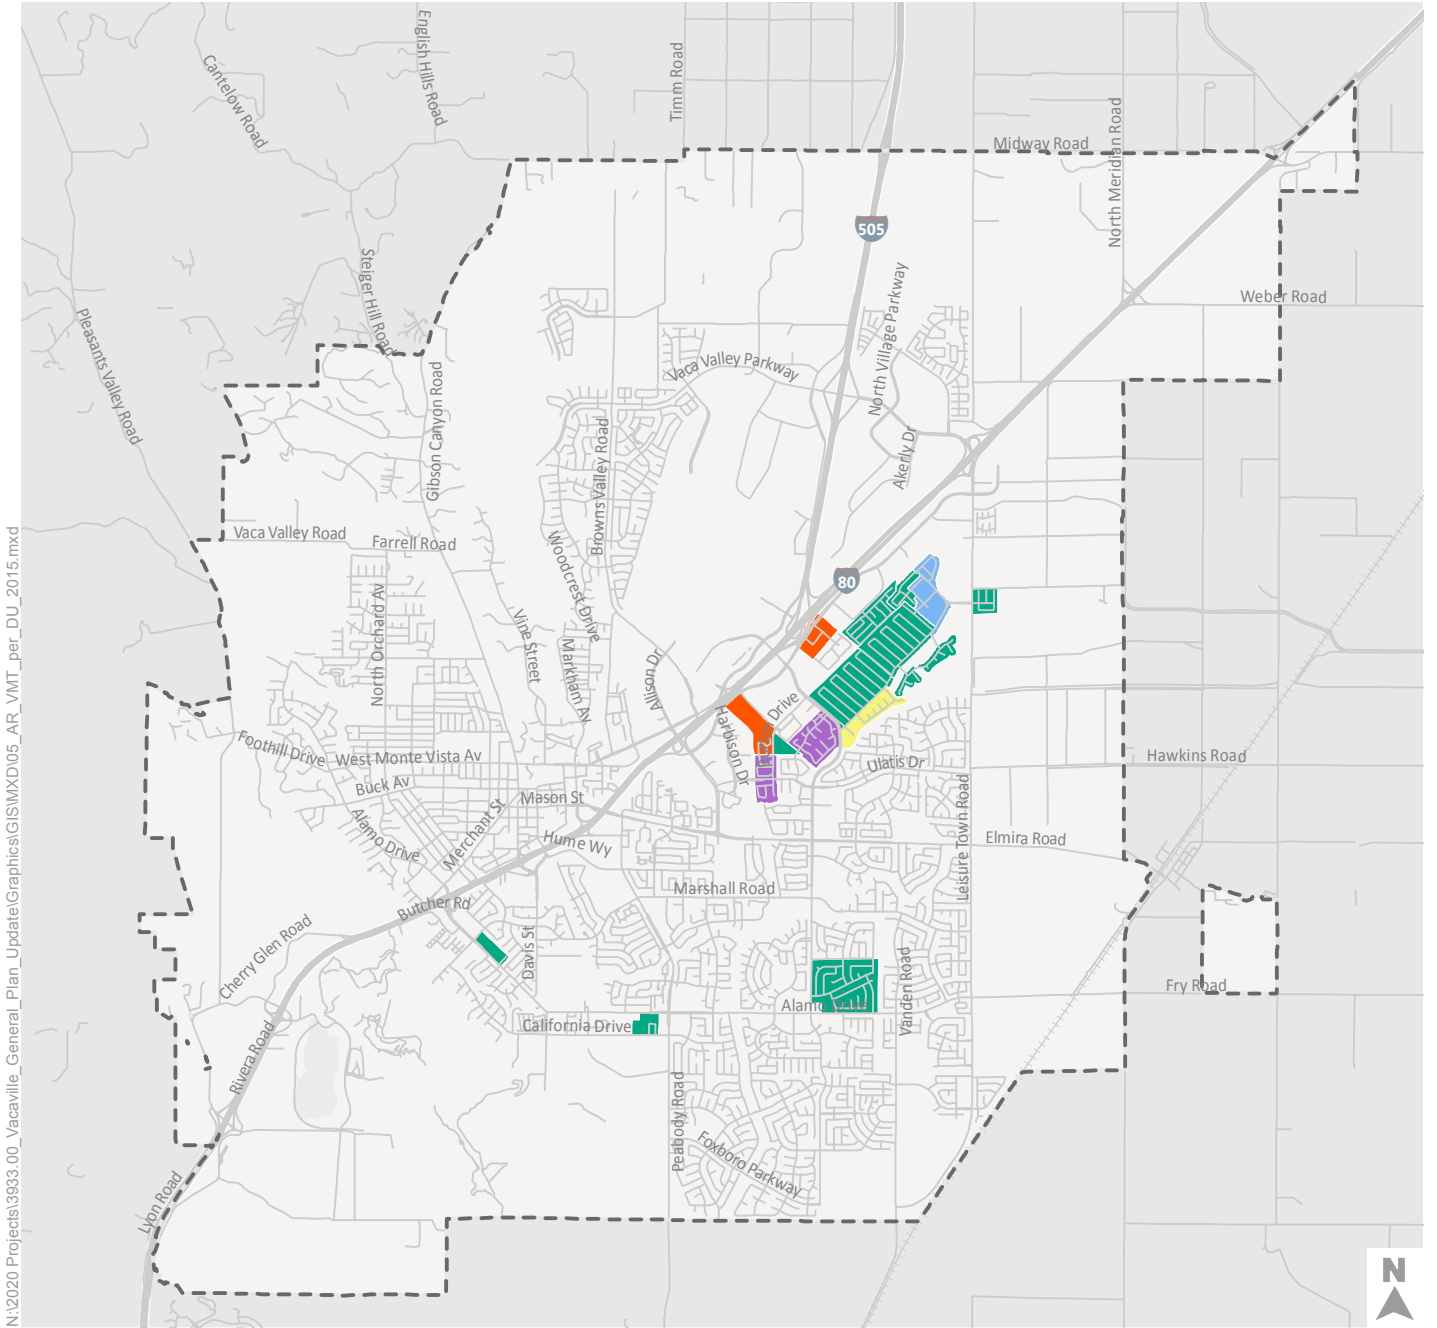 English Hills Road
Cantelow Road
Timm Road
Midway Road
North Meridian Road
505
Steiger Hill Road
North Village Parkway
Weber Road
Pleasants Valley Road
Vaca Valley Parkway
Gibson Canyon Road
Browns Valley Road
Akerly Dr
Vaca Valley Road
Farrell Road
Woodcrest Drive
80
North Orchard Av
Vine Street
Markham Av
Allison Dr
Harbison Dr
Drive
Foothill Drive
West Monte Vista Av
Ulatis Dr
Hawkins Road
Buck Av
Mason St
Merchant St
Alamo Drive
Hume Wy
Leisure Town Road
Elmira Road
Marshall Road
Butcher Rd
Cherry Glen Road
Davis St
Vanden Road
Fry Road
Alamo Drive
California Drive
Rivera Road
Peabody Road
Foxboro Parkway
Lyon Road
N
N:\2020 Projects\3933.00_Vacaville_General_Plan_Update\Graphics\GIS\MXD\05_AR_VMT_per_DU_2015.mxd